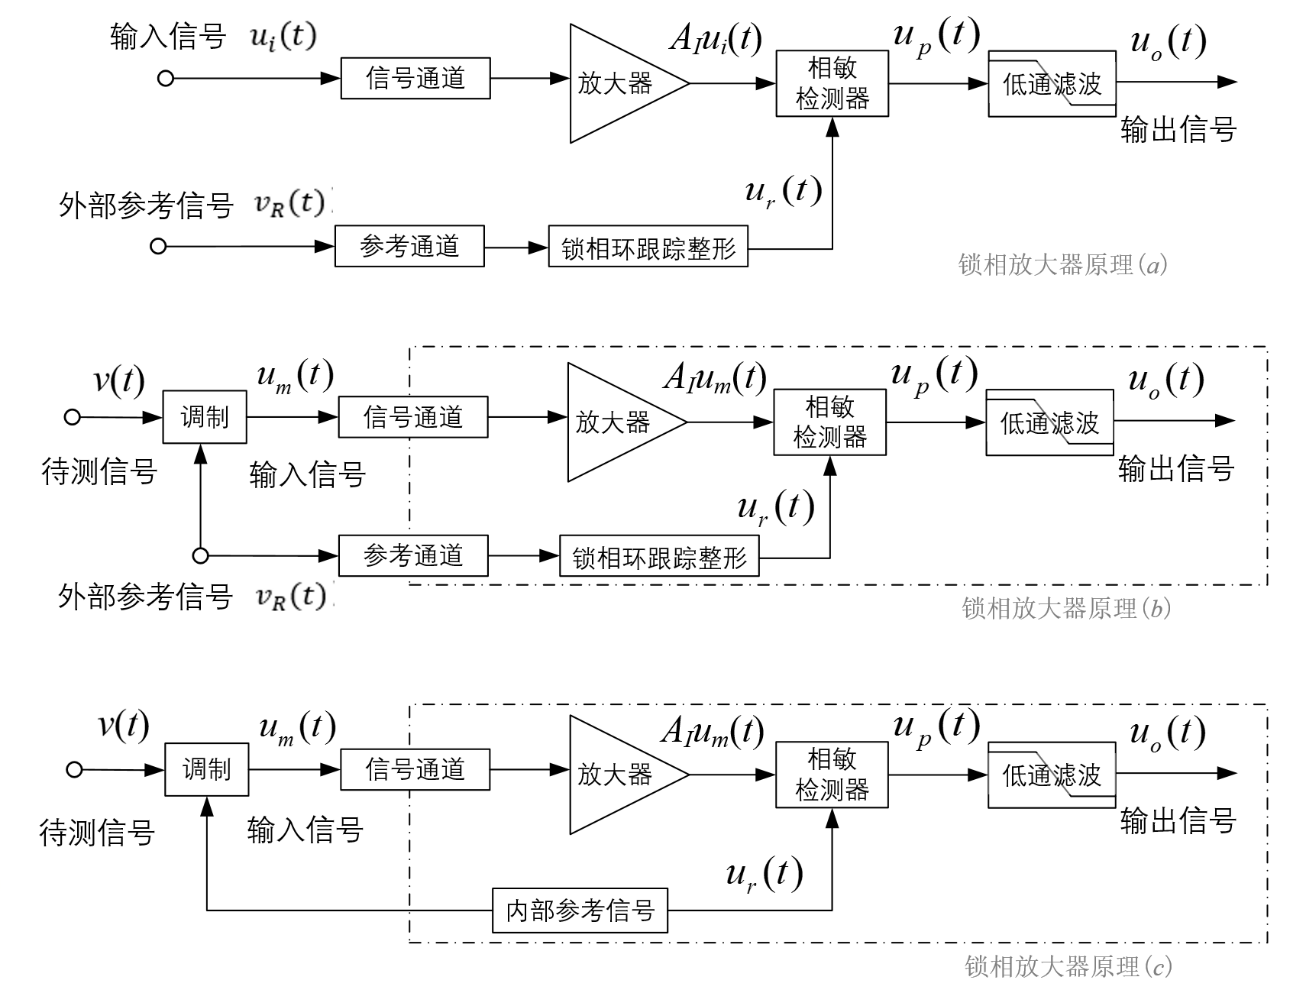 输入信号 uᵢ(t)
信号通道
放大器
A_I uᵢ(t)
相敏
检测器
u_p(t)
低通滤波
u_o(t)
输出信号
外部参考信号 v_R(t)
参考通道
锁相环跟踪整形
u_r(t)
锁相放大器原理(a)
v(t)
待测信号
调制
u_m(t)
输入信号
信号通道
放大器
A_I u_m(t)
相敏
检测器
u_p(t)
低通滤波
u_o(t)
输出信号
外部参考信号 v_R(t)
参考通道
锁相环跟踪整形
u_r(t)
锁相放大器原理(b)
v(t)
待测信号
调制
u_m(t)
输入信号
信号通道
放大器
A_I u_m(t)
相敏
检测器
u_p(t)
低通滤波
u_o(t)
输出信号
内部参考信号
u_r(t)
锁相放大器原理(c)